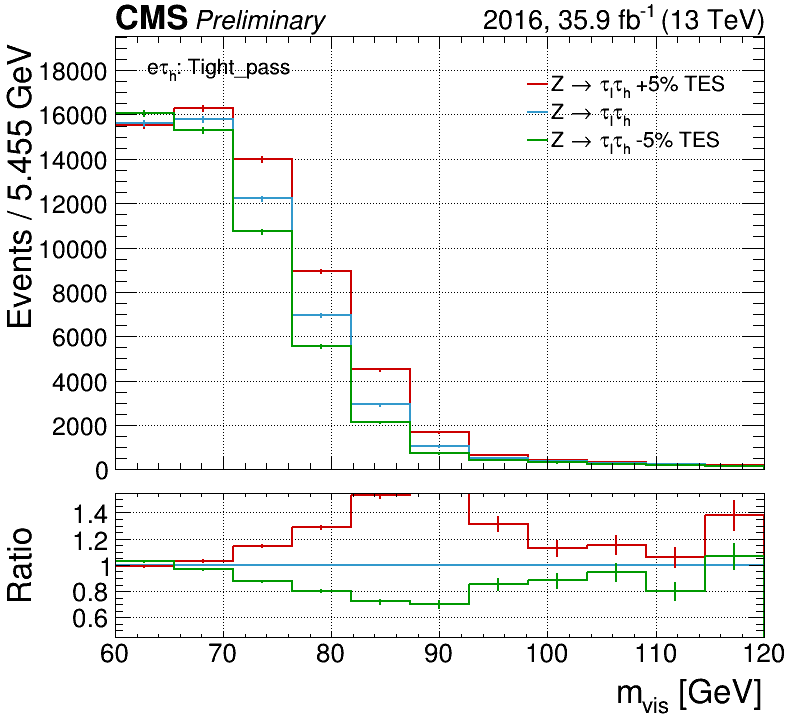 CMS Preliminary 2016, 35.9 fb⁻¹ (13 TeV)
eτₕ: Tight_pass
Z → τₗτₕ +5% TES
Z → τₗτₕ
Z → τₗτₕ -5% TES
Events / 5.455 GeV
18000
16000
14000
12000
10000
8000
6000
4000
2000
0
Ratio
1.4
1.2
1
0.8
0.6
60 70 80 90 100 110 120
m_vis [GeV]